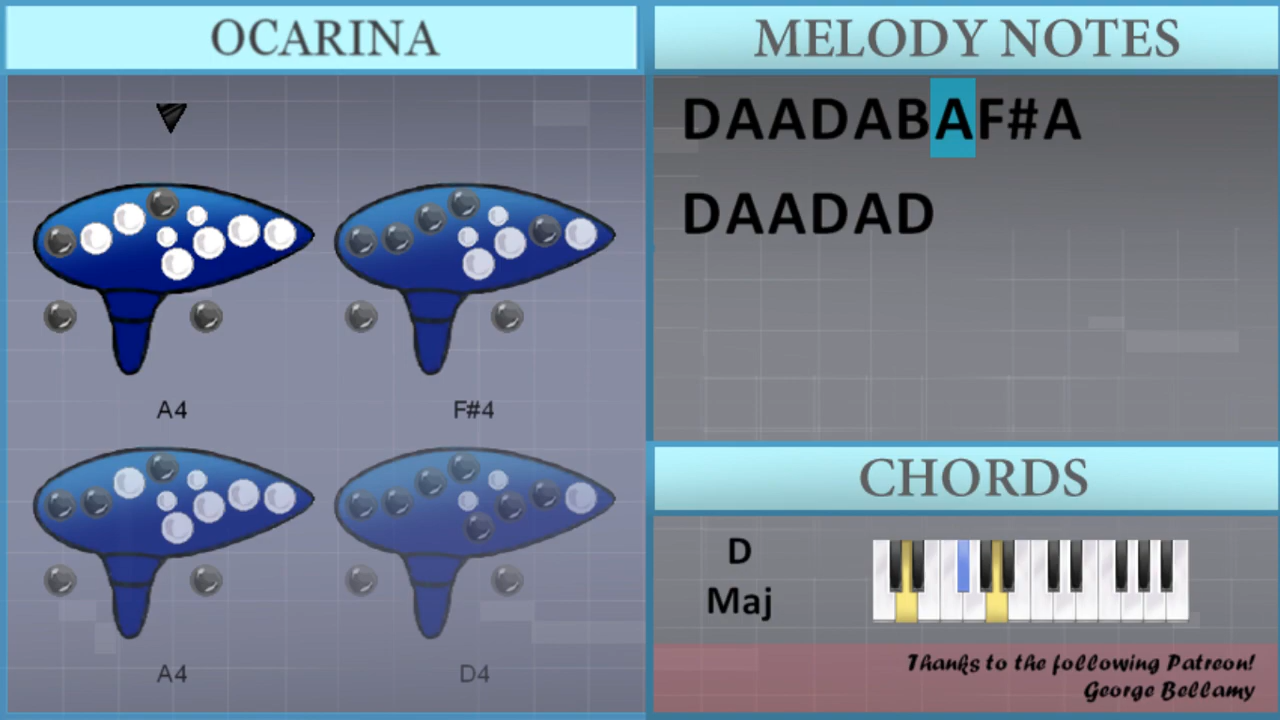 OCARINA
A4
F#4
A4
D4
MELODY NOTES
DAADABAF#A
DAADAD
CHORDS
D
Maj
Thanks to the following Patreon!
George Bellamy